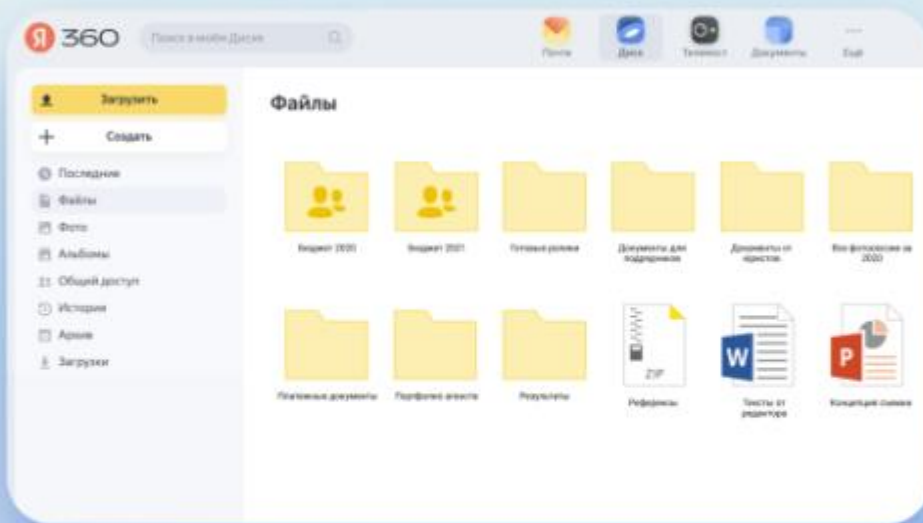 Я 360
Поиск в моём Диске
Почта
Диск
Телемост
Документы
Ещё
Загрузить
Создать
Последние
Файлы
Фото
Альбомы
Общий доступ
История
Архив
Загрузки
Файлы
Бюджет 2020
Бюджет 2021
Готовые ролики
Документы для
подрядчиков
Документы от
юристов
Все фотосессии за
2020
Платежные документы
Портфолио агентств
Результаты
ZIP
W
P
Референсы
Тексты от
редактора
Концепция съемки